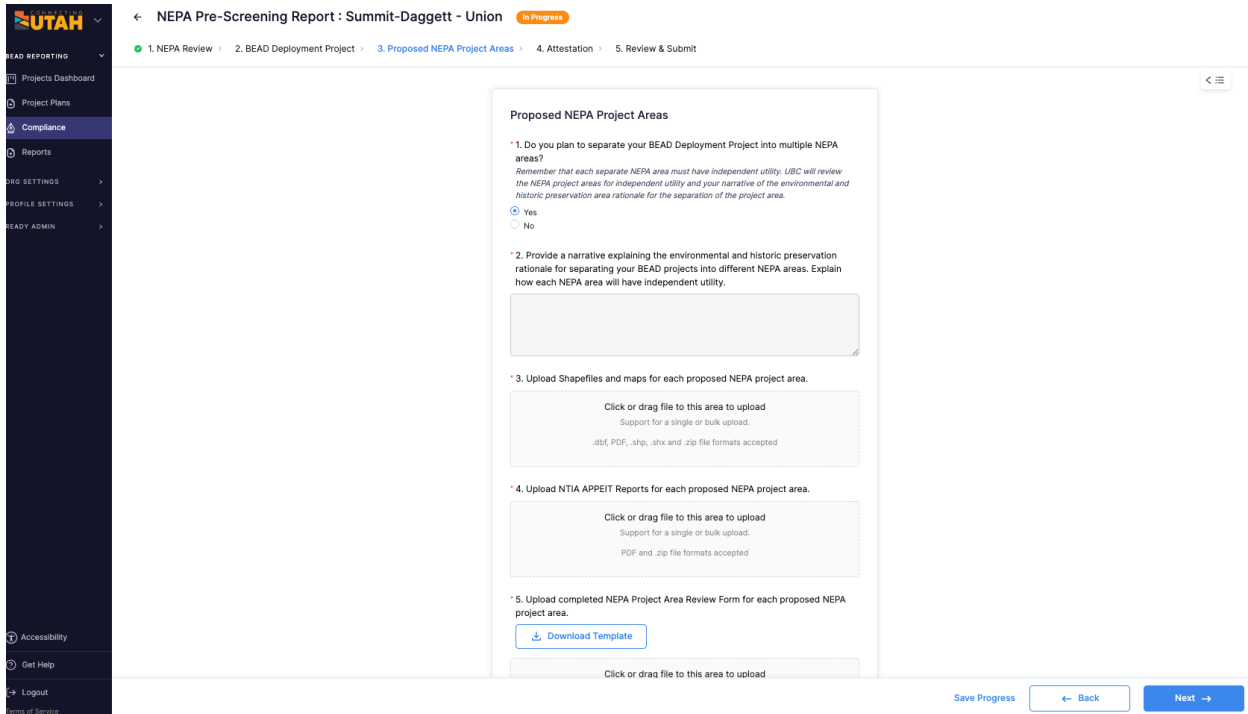 CONNECTING
UTAH
BEAD REPORTING
Projects Dashboard
Project Plans
Compliance
Reports
ORG SETTINGS
PROFILE SETTINGS
READY ADMIN
Accessibility
Get Help
Logout
Terms of Service
NEPA Pre-Screening Report : Summit-Daggett - Union In Progress
1. NEPA Review > 2. BEAD Deployment Project > 3. Proposed NEPA Project Areas > 4. Attestation > 5. Review & Submit
Proposed NEPA Project Areas
* 1. Do you plan to separate your BEAD Deployment Project into multiple NEPA
areas?
Remember that each separate NEPA area must have independent utility. UBC will review
the NEPA project areas for independent utility and your narrative of the environmental and
historic preservation area rationale for the separation of the project area.
Yes
No
* 2. Provide a narrative explaining the environmental and historic preservation
rationale for separating your BEAD projects into different NEPA areas. Explain
how each NEPA area will have independent utility.
* 3. Upload Shapefiles and maps for each proposed NEPA project area.
Click or drag file to this area to upload
Support for a single or bulk upload.
.dbf, PDF, .shp, .shx and .zip file formats accepted
* 4. Upload NTIA APPEIT Reports for each proposed NEPA project area.
Click or drag file to this area to upload
Support for a single or bulk upload.
PDF and .zip file formats accepted
* 5. Upload completed NEPA Project Area Review Form for each proposed NEPA
project area.
Download Template
Click or drag file to this area to upload
Save Progress
← Back
Next →